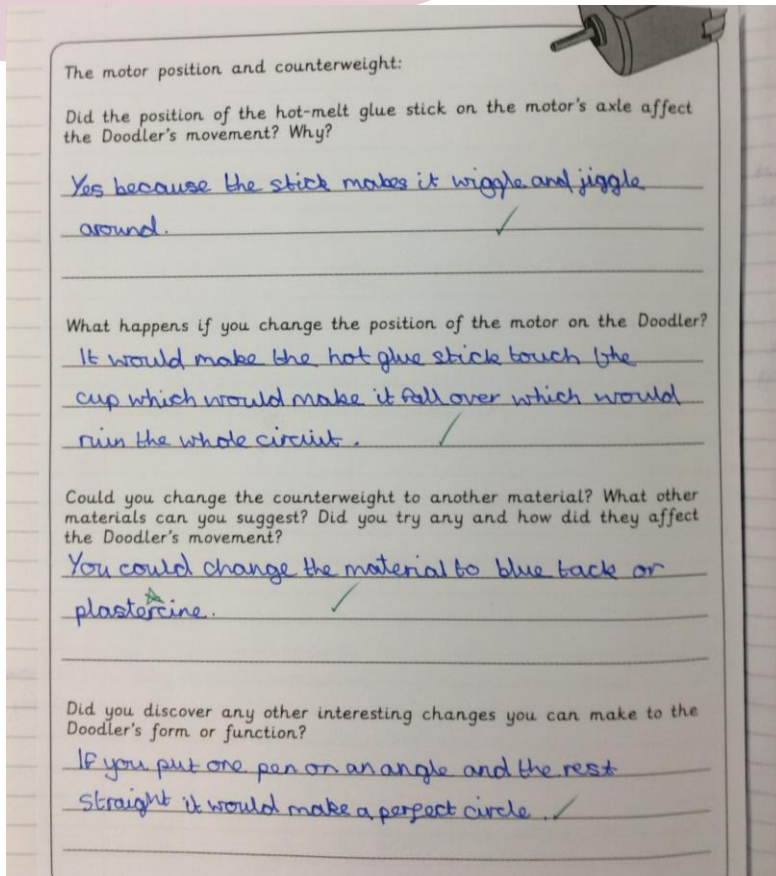 The motor position and counterweight:
Did the position of the hot-melt glue stick on the motor's axle affect
the Doodler's movement? Why?
Yes because the stick makes it wiggle and jiggle
around.
What happens if you change the position of the motor on the Doodler?
It would make the hot glue stick touch the
cup which would make it fall over which would
ruin the whole circiut.
Could you change the counterweight to another material? What other
materials can you suggest? Did you try any and how did they affect
the Doodler's movement?
You could change the material to blue tack or
plastercine.
Did you discover any other interesting changes you can make to the
Doodler's form or function?
If you put one pen on an angle and the rest
straight it would make a perfect circle.